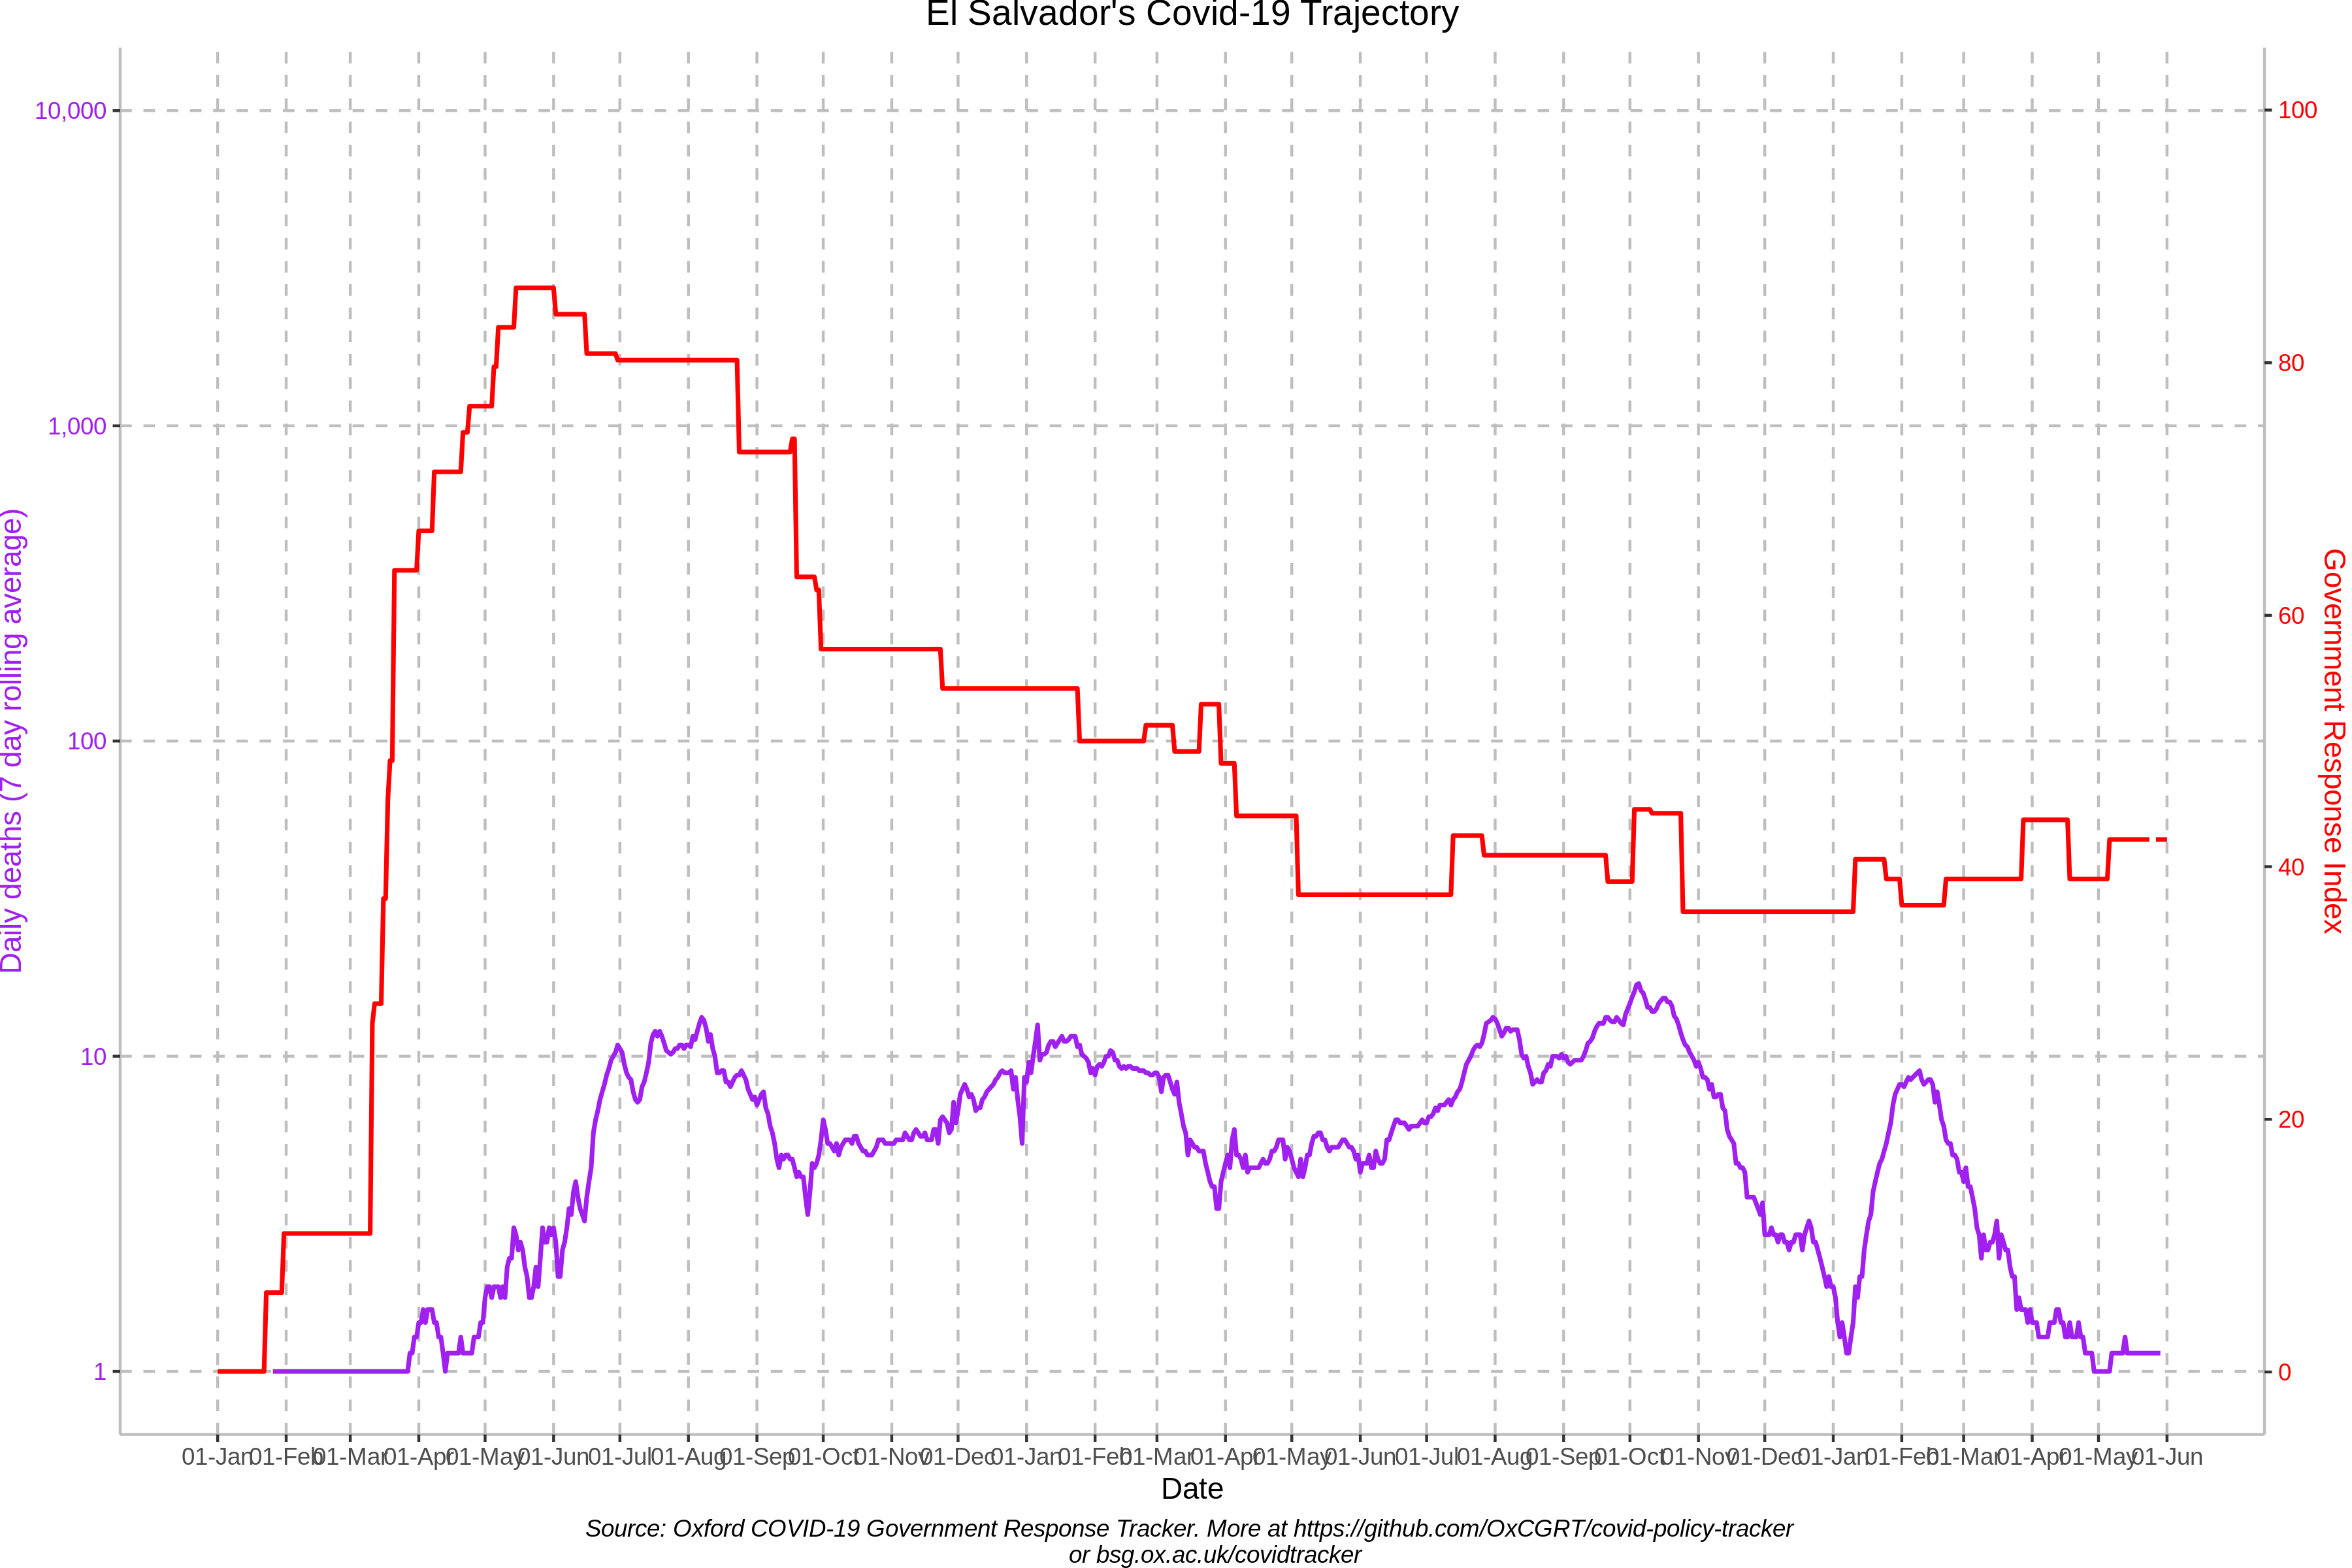 El Salvador's Covid-19 Trajectory
10,000
1,000
100
10
1
Daily deaths (7 day rolling average)
100
80
60
40
20
0
Government Response Index
01-Jan 01-Feb 01-Mar 01-Apr 01-May 01-Jun 01-Jul 01-Aug 01-Sep 01-Oct 01-Nov 01-Dec 01-Jan 01-Feb 01-Mar 01-Apr 01-May 01-Jun 01-Jul 01-Aug 01-Sep 01-Oct 01-Nov 01-Dec 01-Jan 01-Feb 01-Mar 01-Apr 01-May 01-Jun
Date
Source: Oxford COVID-19 Government Response Tracker. More at https://github.com/OxCGRT/covid-policy-tracker
or bsg.ox.ac.uk/covidtracker